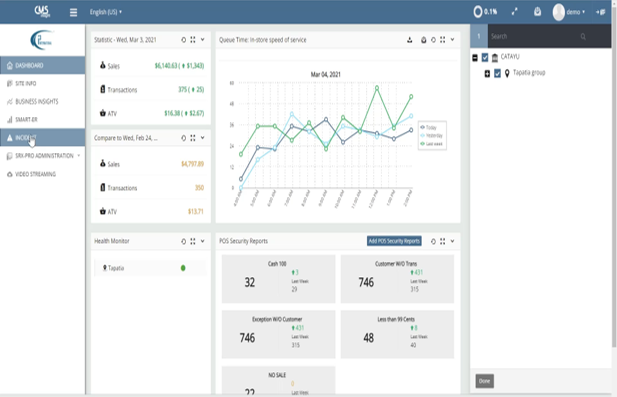 CMS
English (US)
0.1%
demo
DASHBOARD
SITE INFO
BUSINESS INSIGHTS
SMART-ER
INCIDENT
SRX-PRO ADMINISTRATION
VIDEO STREAMING
Statistic - Wed, Mar 3, 2021
Sales $6,140.63 ( $1,343)
Transactions 375 ( 25)
ATV $16.38 ( $2.67)
Compare to Wed, Feb 24, ...
Sales $4,797.89
Transactions 350
ATV $13.71
Health Monitor
Tapatia
Queue Time: In-store speed of service
Mar 04, 2021
Today
Yesterday
Last week
POS Security Reports
Add POS Security Reports
Cash 100
32
3
Last Week:
29
Customer W/O Trans
746
431
Last Week:
315
Exception W/O Customer
746
431
Last Week:
315
Less than 99 Cents
48
8
Last Week:
40
NO SALE
22
0
Last Week:
Search
CATAYU
Tapatia group
Done